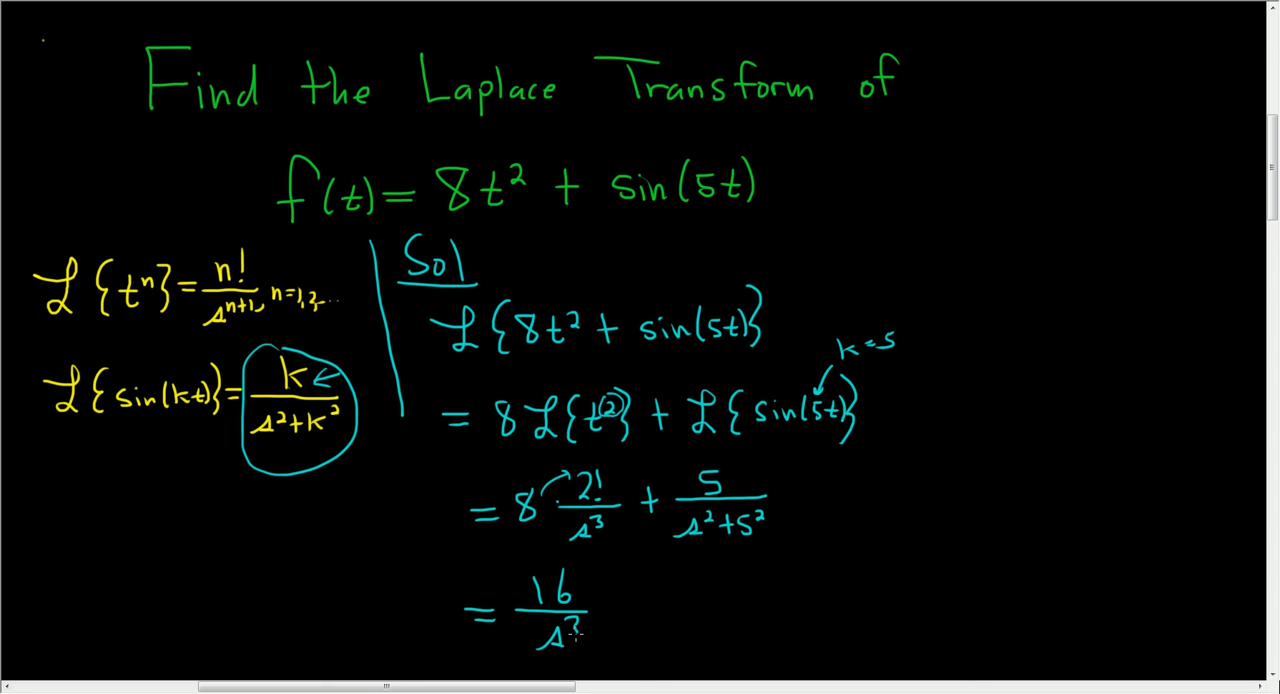 Find the Laplace Transform of
f(t) = 8t² + sin(5t)
ℒ{tⁿ} = n!/sⁿ⁺¹, n=1,2,...
ℒ{sin(kt)} = k/(s²+k²)
Sol
ℒ{8t² + sin(5t)}
k=5
= 8ℒ{t²} + ℒ{sin(5t)}
= 8 · 2!/s³ + 5/(s²+5²)
= 16/s³